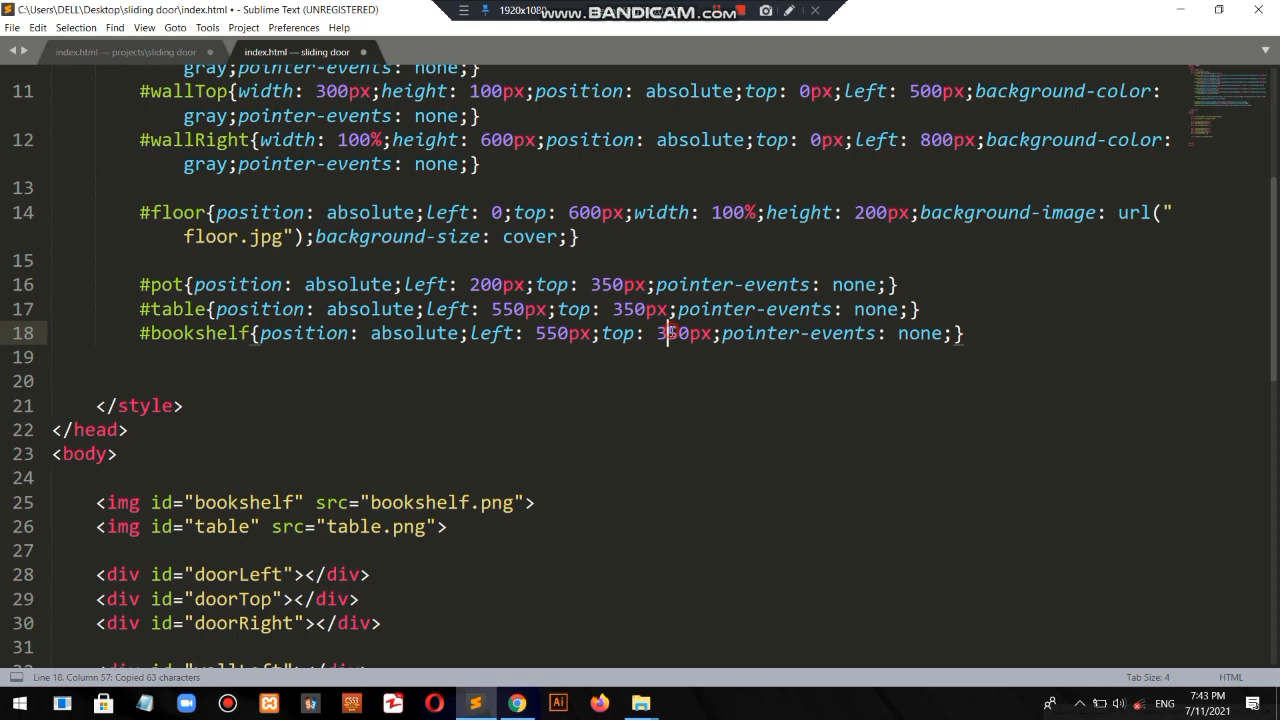 C:\Users\DELL\Desktop\sliding door\index.html • - Sublime Text (UNREGISTERED)
1920x1080
www.BANDICAM.com
File Edit Selection Find View Goto Tools Project Preferences Help
index.html — projects\sliding door
index.html — sliding door
gray;pointer-events: none;}
11 #wallTop{width: 300px;height: 100px;position: absolute;top: 0px;left: 500px;background-color:
gray;pointer-events: none;}
12 #wallRight{width: 100%;height: 600px;position: absolute;top: 0px;left: 800px;background-color:
gray;pointer-events: none;}
13
14 #floor{position: absolute;left: 0;top: 600px;width: 100%;height: 200px;background-image: url("
floor.jpg");background-size: cover;}
15
16 #pot{position: absolute;left: 200px;top: 350px;pointer-events: none;}
17 #table{position: absolute;left: 550px;top: 350px;pointer-events: none;}
18 #bookshelf{position: absolute;left: 550px;top: 350px;pointer-events: none;}
19
20
21 </style>
22 </head>
23 <body>
24
25 <img id="bookshelf" src="bookshelf.png">
26 <img id="table" src="table.png">
27
28 <div id="doorLeft"></div>
29 <div id="doorTop"></div>
30 <div id="doorRight"></div>
31
Line 18, Column 57; Copied 63 characters
Tab Size: 4
HTML
ENG
7:43 PM
7/11/2021